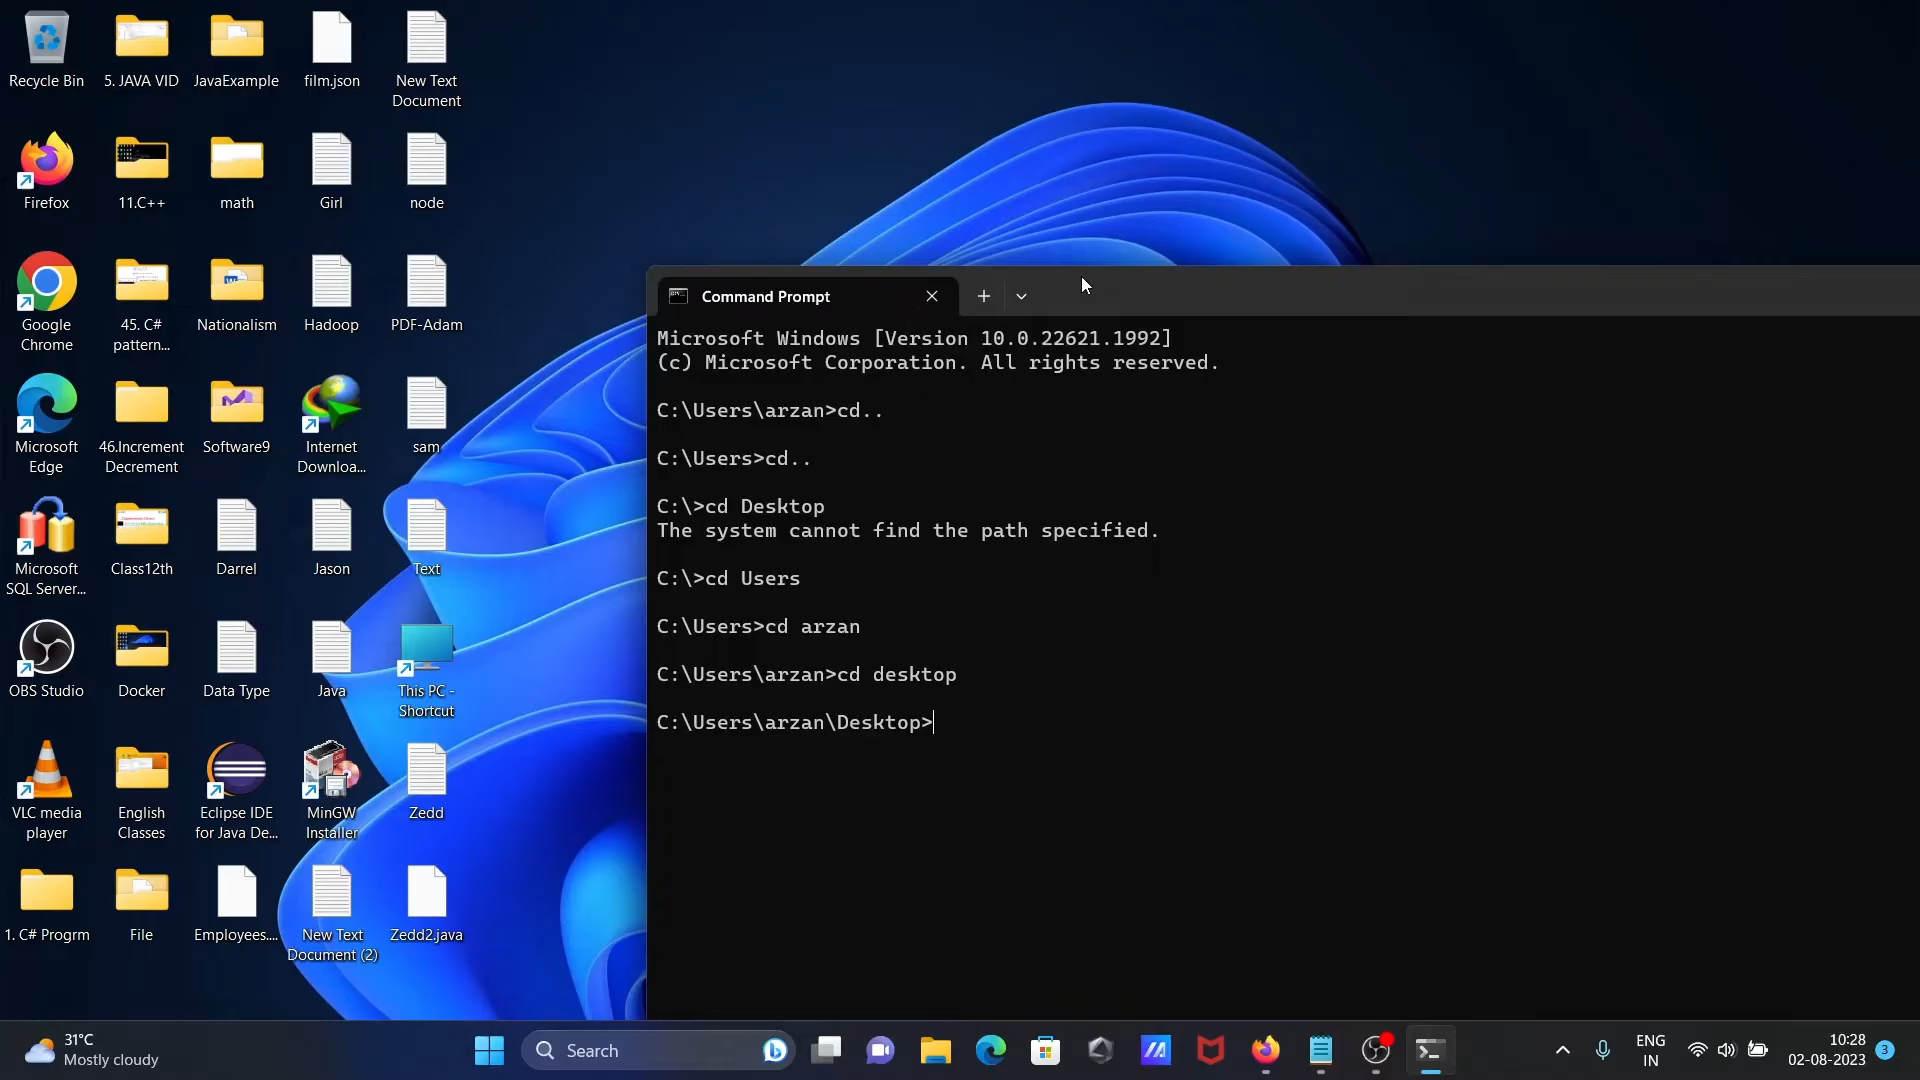 Recycle Bin
5. JAVA VID
JavaExample
film.json
New Text
Document
Firefox
11.C++
math
Girl
node
Google
Chrome
45. C#
pattern...
Nationalism
Hadoop
PDF-Adam
Microsoft
Edge
46.Increment
Decrement
Software9
Internet
Downloa...
sam
Microsoft
SQL Server...
Class12th
Darrel
Jason
Text
OBS Studio
Docker
Data Type
Java
This PC -
Shortcut
VLC media
player
English
Classes
Eclipse IDE
for Java De...
MinGW
Installer
Zedd
1. C# Progrm
File
Employees....
New Text
Document (2)
Zedd2.java
Command Prompt
Microsoft Windows [Version 10.0.22621.1992]
(c) Microsoft Corporation. All rights reserved.
C:\Users\arzan>cd..
C:\Users>cd..
C:\>cd Desktop
The system cannot find the path specified.
C:\>cd Users
C:\Users>cd arzan
C:\Users\arzan>cd desktop
C:\Users\arzan\Desktop>
31°C
Mostly cloudy
Search
ENG
IN
10:28
02-08-2023
3